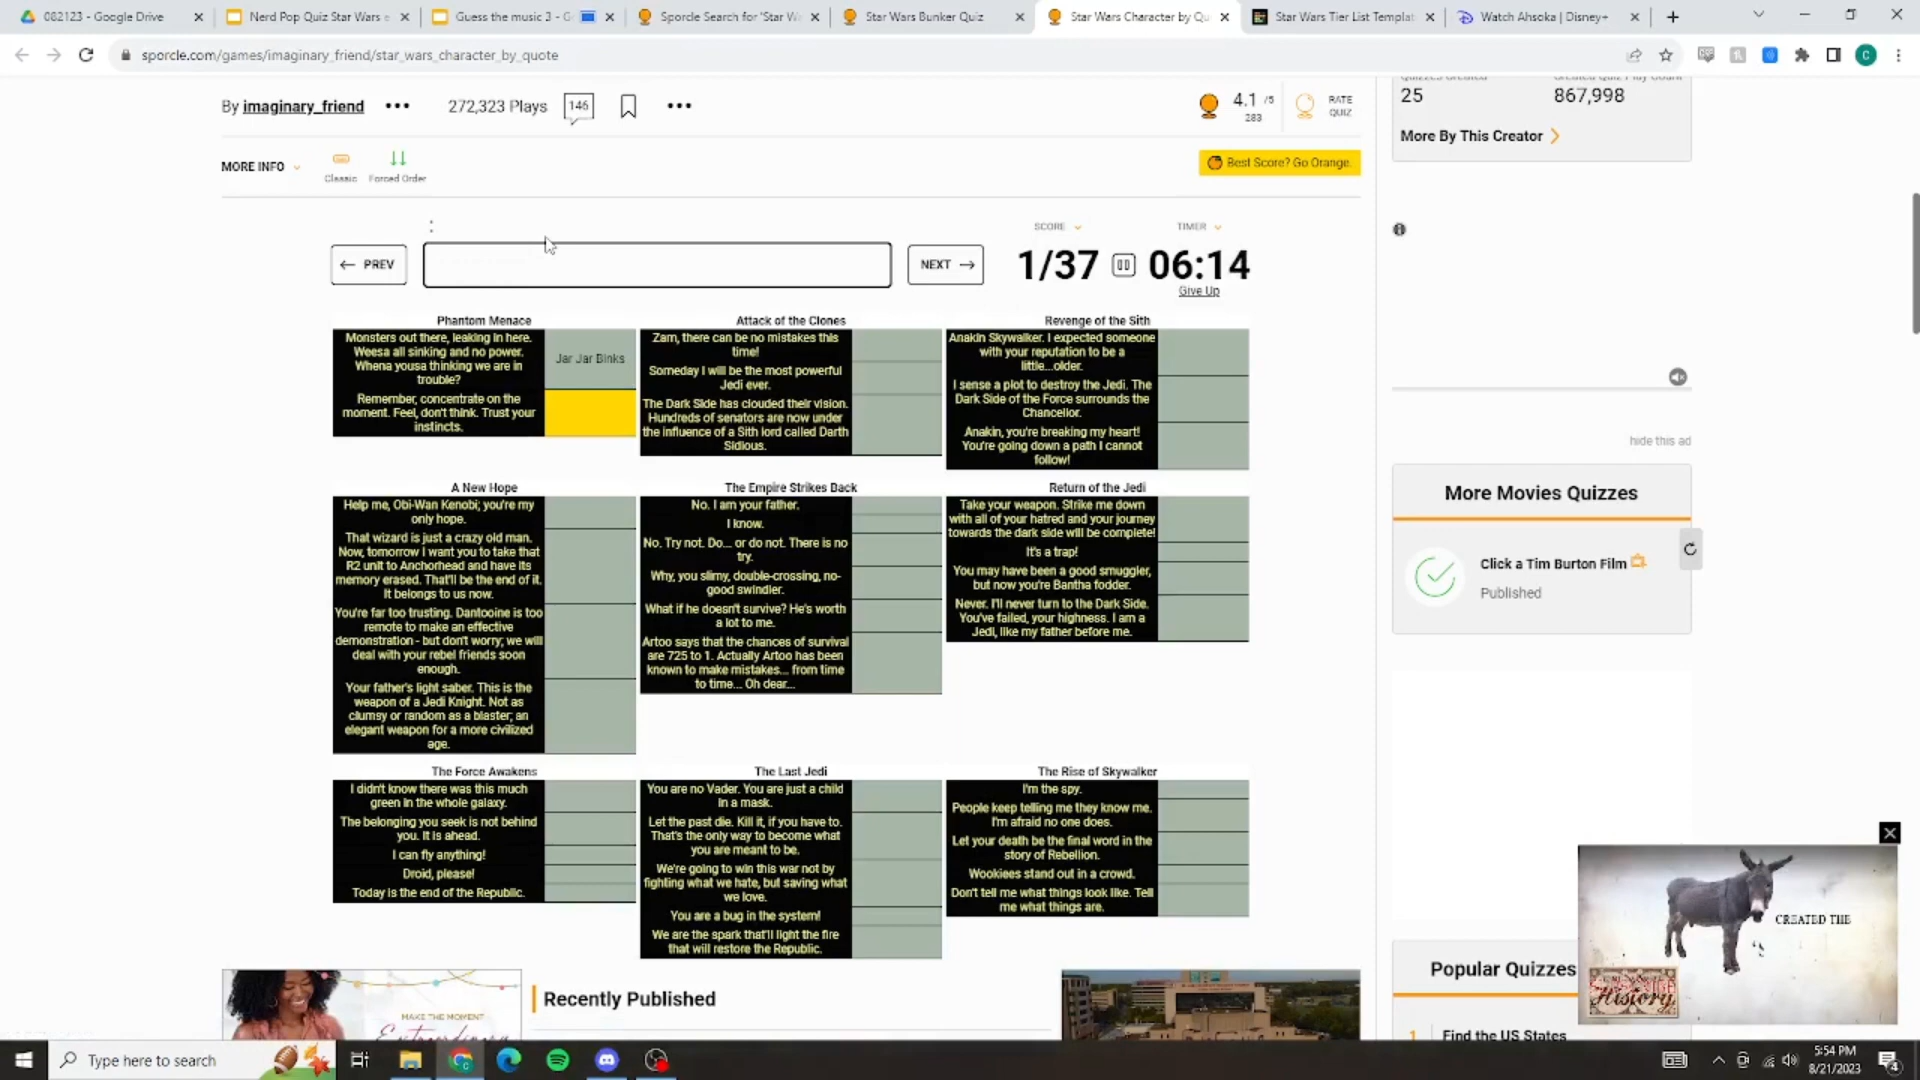 082123 - Google Drive
Nerd Pop Quiz Star Wars e
Guess the music 3 - G
Sporcle Search for 'Star W
Star Wars Bunker Quiz
Star Wars Character by Qu
Star Wars Tier List Templat
Watch Ahsoka | Disney+
sporcle.com/games/imaginary_friend/star_wars_character_by_quote
By imaginary_friend
272,323 Plays
146
4.1 /5
283
RATE
QUIZ
25
867,998
More By This Creator
MORE INFO
Classic
Forced Order
Best Score? Go Orange.
SCORE
TIMER
← PREV
NEXT →
1/37
06:14
Give Up
Phantom Menace
Monsters out there, leaking in here.
Weesa all sinking and no power.
Whena yousa thinking we are in
trouble?
Jar Jar Binks
Remember, concentrate on the
moment. Feel, don't think. Trust your
instincts.
Attack of the Clones
Zam, there can be no mistakes this
time!
Someday I will be the most powerful
Jedi ever.
The Dark Side has clouded their vision.
Hundreds of senators are now under
the influence of a Sith lord called Darth
Sidious.
Revenge of the Sith
Anakin Skywalker. I expected someone
with your reputation to be a
little...older.
I sense a plot to destroy the Jedi. The
Dark Side of the Force surrounds the
Chancellor.
Anakin, you're breaking my heart!
You're going down a path I cannot
follow!
A New Hope
Help me, Obi-Wan Kenobi; you're my
only hope.
That wizard is just a crazy old man.
Now, tomorrow I want you to take that
R2 unit to Anchorhead and have its
memory erased. That'll be the end of it.
It belongs to us now.
You're far too trusting. Dantooine is too
remote to make an effective
demonstration - but don't worry; we will
deal with your rebel friends soon
enough.
Your father's light saber. This is the
weapon of a Jedi Knight. Not as
clumsy or random as a blaster; an
elegant weapon for a more civilized
age.
The Empire Strikes Back
No. I am your father.
I know.
No. Try not. Do... or do not. There is no
try.
Why, you slimy, double-crossing, no-
good swindler.
What if he doesn't survive? He's worth
a lot to me.
Artoo says that the chances of survival
are 725 to 1. Actually Artoo has been
known to make mistakes... from time
to time... Oh dear...
Return of the Jedi
Take your weapon. Strike me down
with all of your hatred and your journey
towards the dark side will be complete!
It's a trap!
You may have been a good smuggler,
but now you're Bantha fodder.
Never. I'll never turn to the Dark Side.
You've failed, your highness. I am a
Jedi, like my father before me.
The Force Awakens
I didn't know there was this much
green in the whole galaxy.
The belonging you seek is not behind
you. It is ahead.
I can fly anything!
Droid, please!
Today is the end of the Republic.
The Last Jedi
You are no Vader. You are just a child
in a mask.
Let the past die. Kill it, if you have to.
That's the only way to become what
you are meant to be.
We're going to win this war not by
fighting what we hate, but saving what
we love.
You are a bug in the system!
We are the spark that'll light the fire
that will restore the Republic.
The Rise of Skywalker
I'm the spy.
People keep telling me they know me.
I'm afraid no one does.
Let your death be the final word in the
story of Rebellion.
Wookiees stand out in a crowd.
Don't tell me what things look like. Tell
me what things are.
hide this ad
More Movies Quizzes
Click a Tim Burton Film
Published
Popular Quizzes
1 Find the US States
CREATED THE
History
MAKE THE MOMENT
Extraordinary
Recently Published
Type here to search
5:54 PM
8/21/2023
4